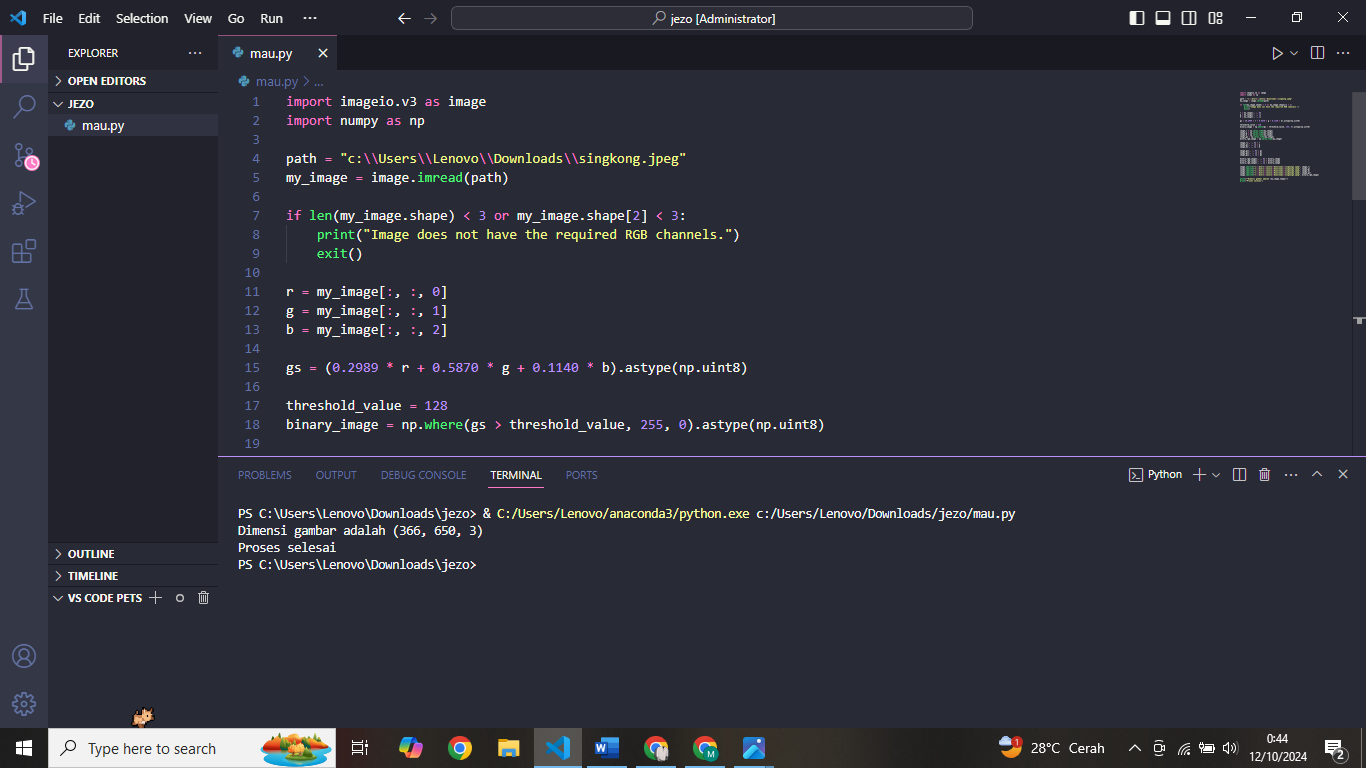 File Edit Selection View Go Run ···
jezo [Administrator]
EXPLORER ···
OPEN EDITORS
JEZO
mau.py
OUTLINE
TIMELINE
VS CODE PETS
mau.py
mau.py > ...
1 import imageio.v3 as image
2 import numpy as np
3
4 path = "c:\\Users\\Lenovo\\Downloads\\singkong.jpeg"
5 my_image = image.imread(path)
6
7 if len(my_image.shape) < 3 or my_image.shape[2] < 3:
8 print("Image does not have the required RGB channels.")
9 exit()
10
11 r = my_image[:, :, 0]
12 g = my_image[:, :, 1]
13 b = my_image[:, :, 2]
14
15 gs = (0.2989 * r + 0.5870 * g + 0.1140 * b).astype(np.uint8)
16
17 threshold_value = 128
18 binary_image = np.where(gs > threshold_value, 255, 0).astype(np.uint8)
19
PROBLEMS OUTPUT DEBUG CONSOLE TERMINAL PORTS
Python
PS C:\Users\Lenovo\Downloads\jezo> & C:/Users/Lenovo/anaconda3/python.exe c:/Users/Lenovo/Downloads/jezo/mau.py
Dimensi gambar adalah (366, 650, 3)
Proses selesai
PS C:\Users\Lenovo\Downloads\jezo>
Type here to search
1
28°C Cerah
0:44
12/10/2024
2